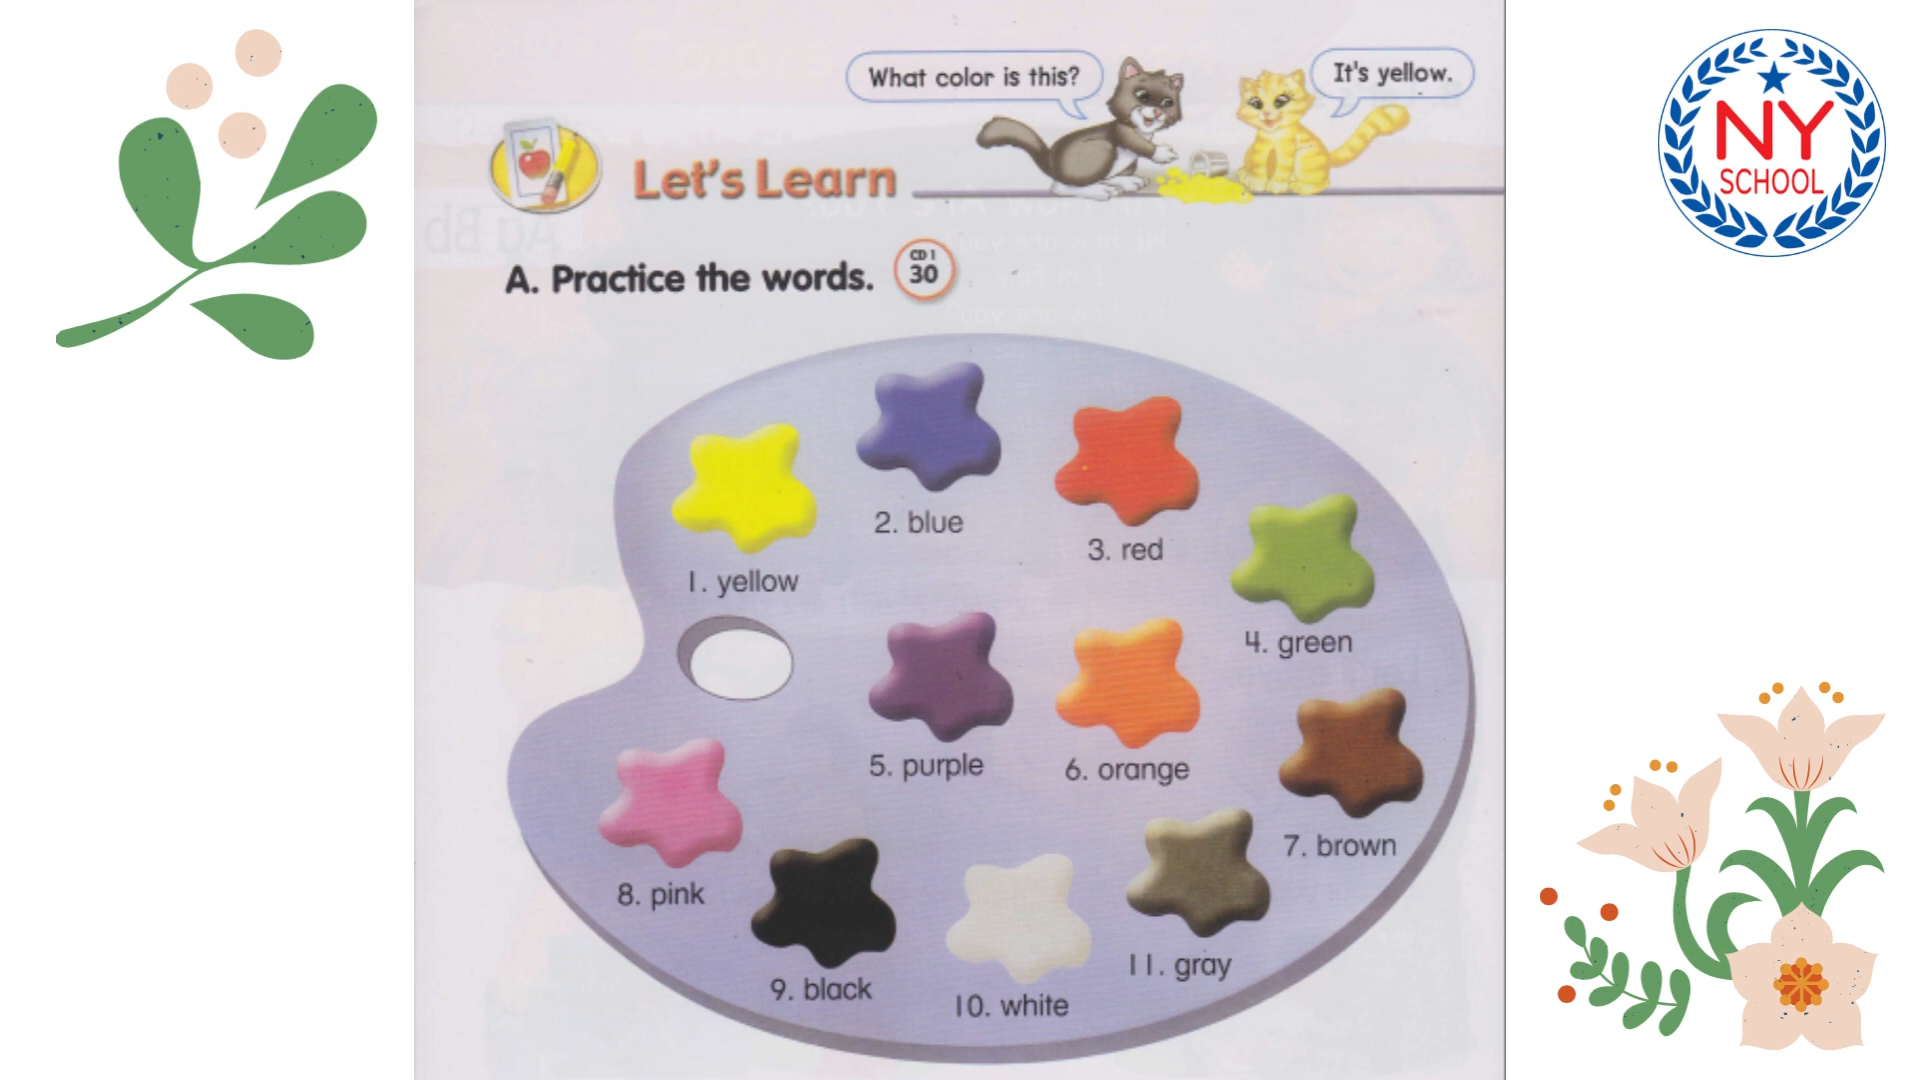 What color is this?
It's yellow.
NY
SCHOOL
Let's Learn
A. Practice the words.
CD 1
30
1. yellow
2. blue
3. red
4. green
5. purple
6. orange
7. brown
8. pink
9. black
10. white
11. gray